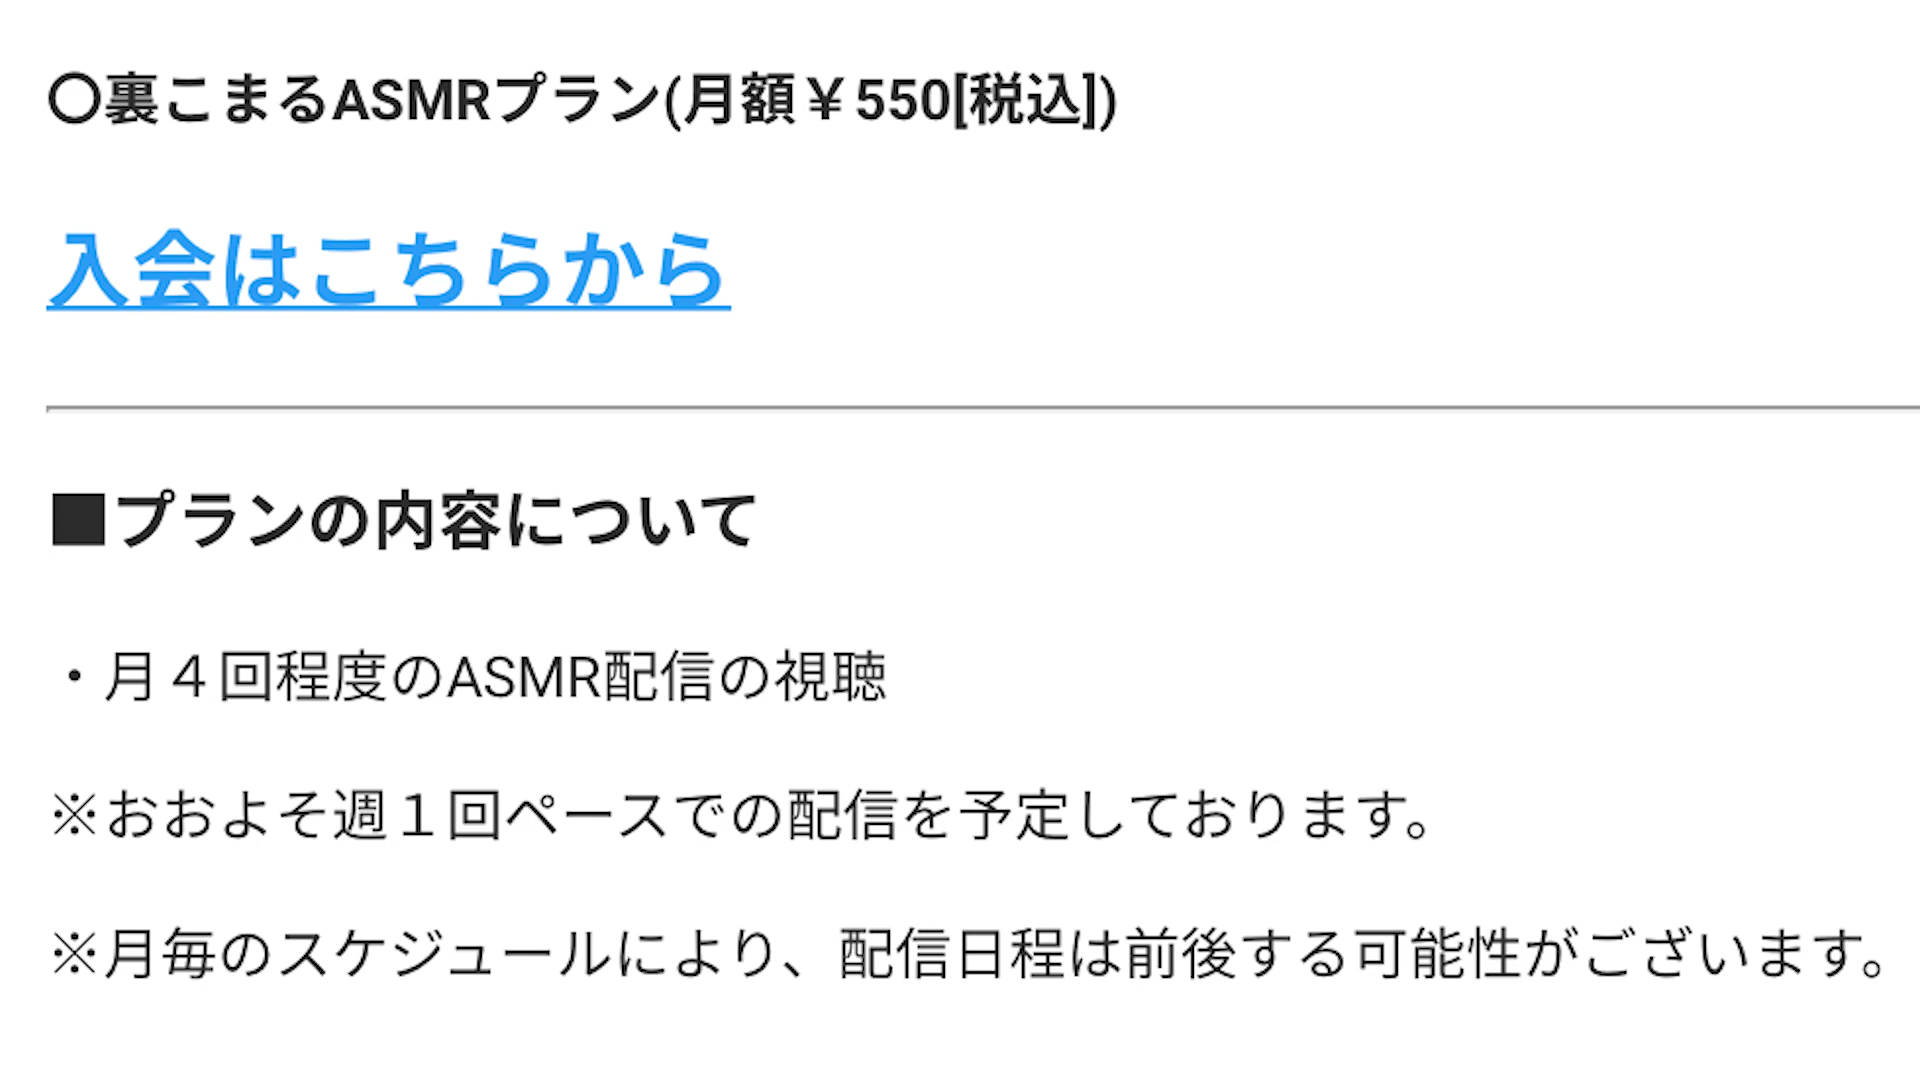 〇裏こまるASMRプラン(月額￥550[税込])
入会はこちらから
■プランの内容について
・月４回程度のASMR配信の視聴
※おおよそ週１回ペースでの配信を予定しております。
※月毎のスケジュールにより、配信日程は前後する可能性がございます。